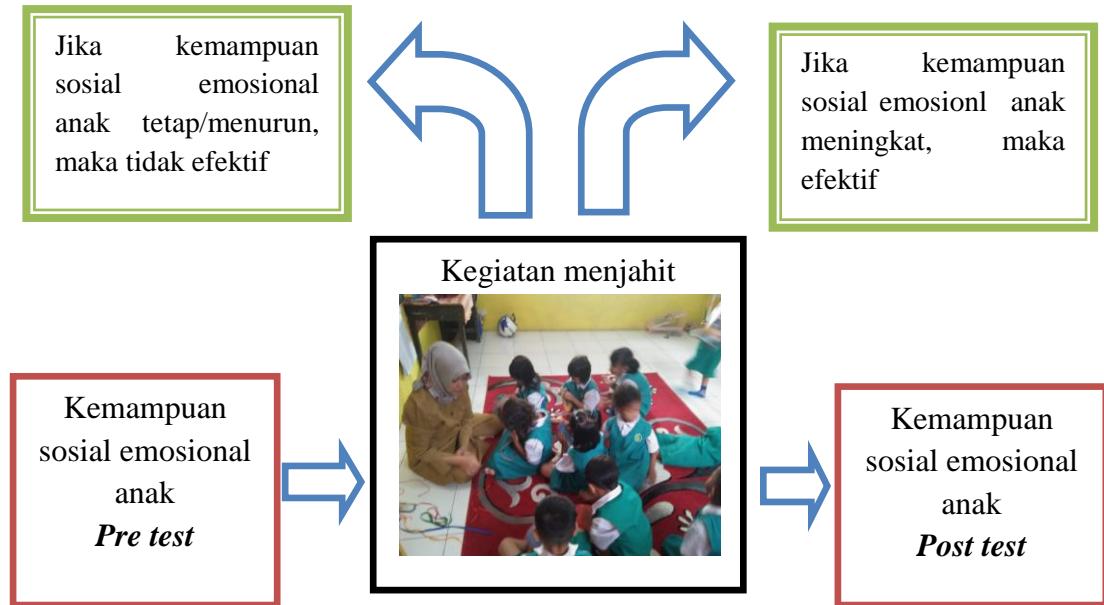 Jika kemampuan
sosial emosional
anak tetap/menurun,
maka tidak efektif
Jika kemampuan
sosial emosionl anak
meningkat, maka
efektif
Kegiatan menjahit
Kemampuan
sosial emosional
anak
Pre test
Kemampuan
sosial emosional
anak
Post test